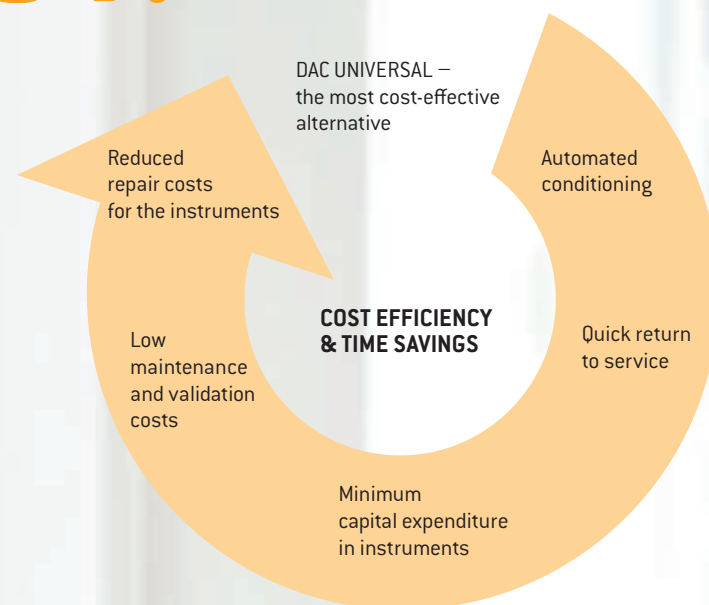 DAC UNIVERSAL –
the most cost-effective
alternative
Automated
conditioning
Quick return
to service
Minimum
capital expenditure
in instruments
Low
maintenance
and validation
costs
Reduced
repair costs
for the instruments
COST EFFICIENCY
& TIME SAVINGS